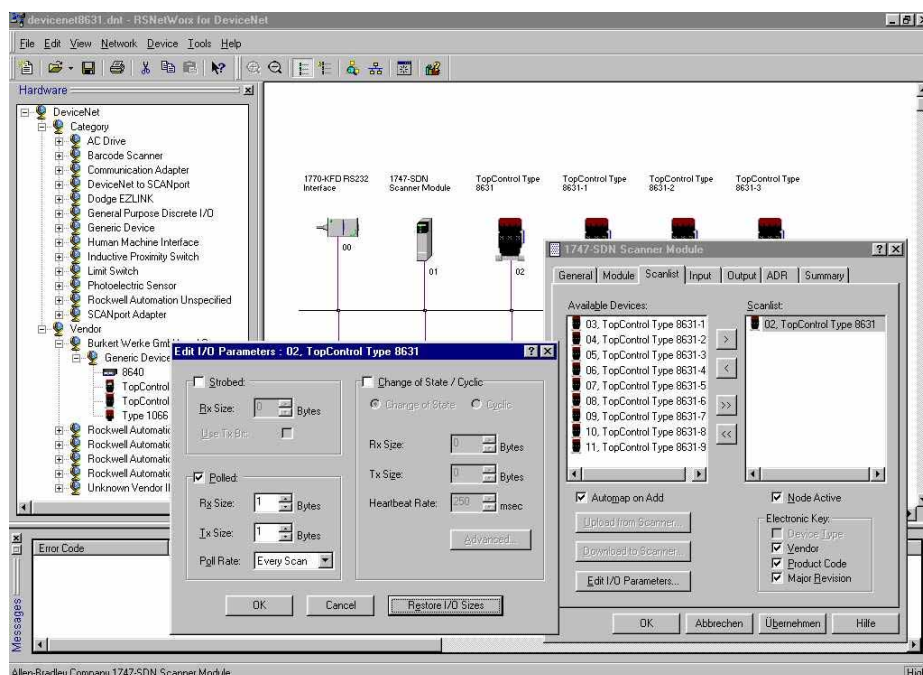 devicenet8631.dnt - RSNetWorx for DeviceNet
File Edit View Network Device Tools Help
Hardware
DeviceNet
Category
AC Drive
Barcode Scanner
Communication Adapter
DeviceNet to SCANport
Dodge EZLINK
General Purpose Discrete I/O
Generic Device
Human Machine Interface
Inductive Proximity Switch
Limit Switch
Photoelectric Sensor
Rockwell Automation Unspecified
SCANport Adapter
Vendor
Burkert Werke
Generic Device
8640
TopControl
TopControl
Type 1066
Rockwell Automatic
Rockwell Automatic
Rockwell Automatic
Rockwell Automatic
Unknown Vendor
1770-KFD RS232
Interface
00
1747-SDN
Scanner Module
01
TopControl Type
8631
02
TopControl Type
8631-1
TopControl Type
8631-2
TopControl Type
8631-3
Edit I/O Parameters : 02, TopControl Type 8631
Strobed:
Rx Size: 0 Bytes
Use Tx Bit:
Polled:
Rx Size: 1 Bytes
Tx Size: 1 Bytes
Poll Rate: Every Scan
Change of State / Cyclic
Change of State Cyclic
Rx Size: 0 Bytes
Tx Size: 0 Bytes
Heartbeat Rate: 250 msec
Advanced...
OK Cancel Restore I/O Sizes
1747-SDN Scanner Module
General Module Scanlist Input Output ADR Summary
Available Devices:
03, TopControl Type 8631-1
04, TopControl Type 8631-2
05, TopControl Type 8631-3
06, TopControl Type 8631-4
07, TopControl Type 8631-5
08, TopControl Type 8631-6
09, TopControl Type 8631-7
10, TopControl Type 8631-8
11, TopControl Type 8631-9
>
<
>>
<<
Scanlist:
02, TopControl Type 8631
Automap on Add
Upload from Scanner...
Download to Scanner...
Edit I/O Parameters...
Node Active
Electronic Key:
Device Type
Vendor
Product Code
Major Revision
OK Abbrechen Übernehmen Hilfe
Messages
Error Code
Allen-Bradley Company 1747-SDN Scanner Module
High